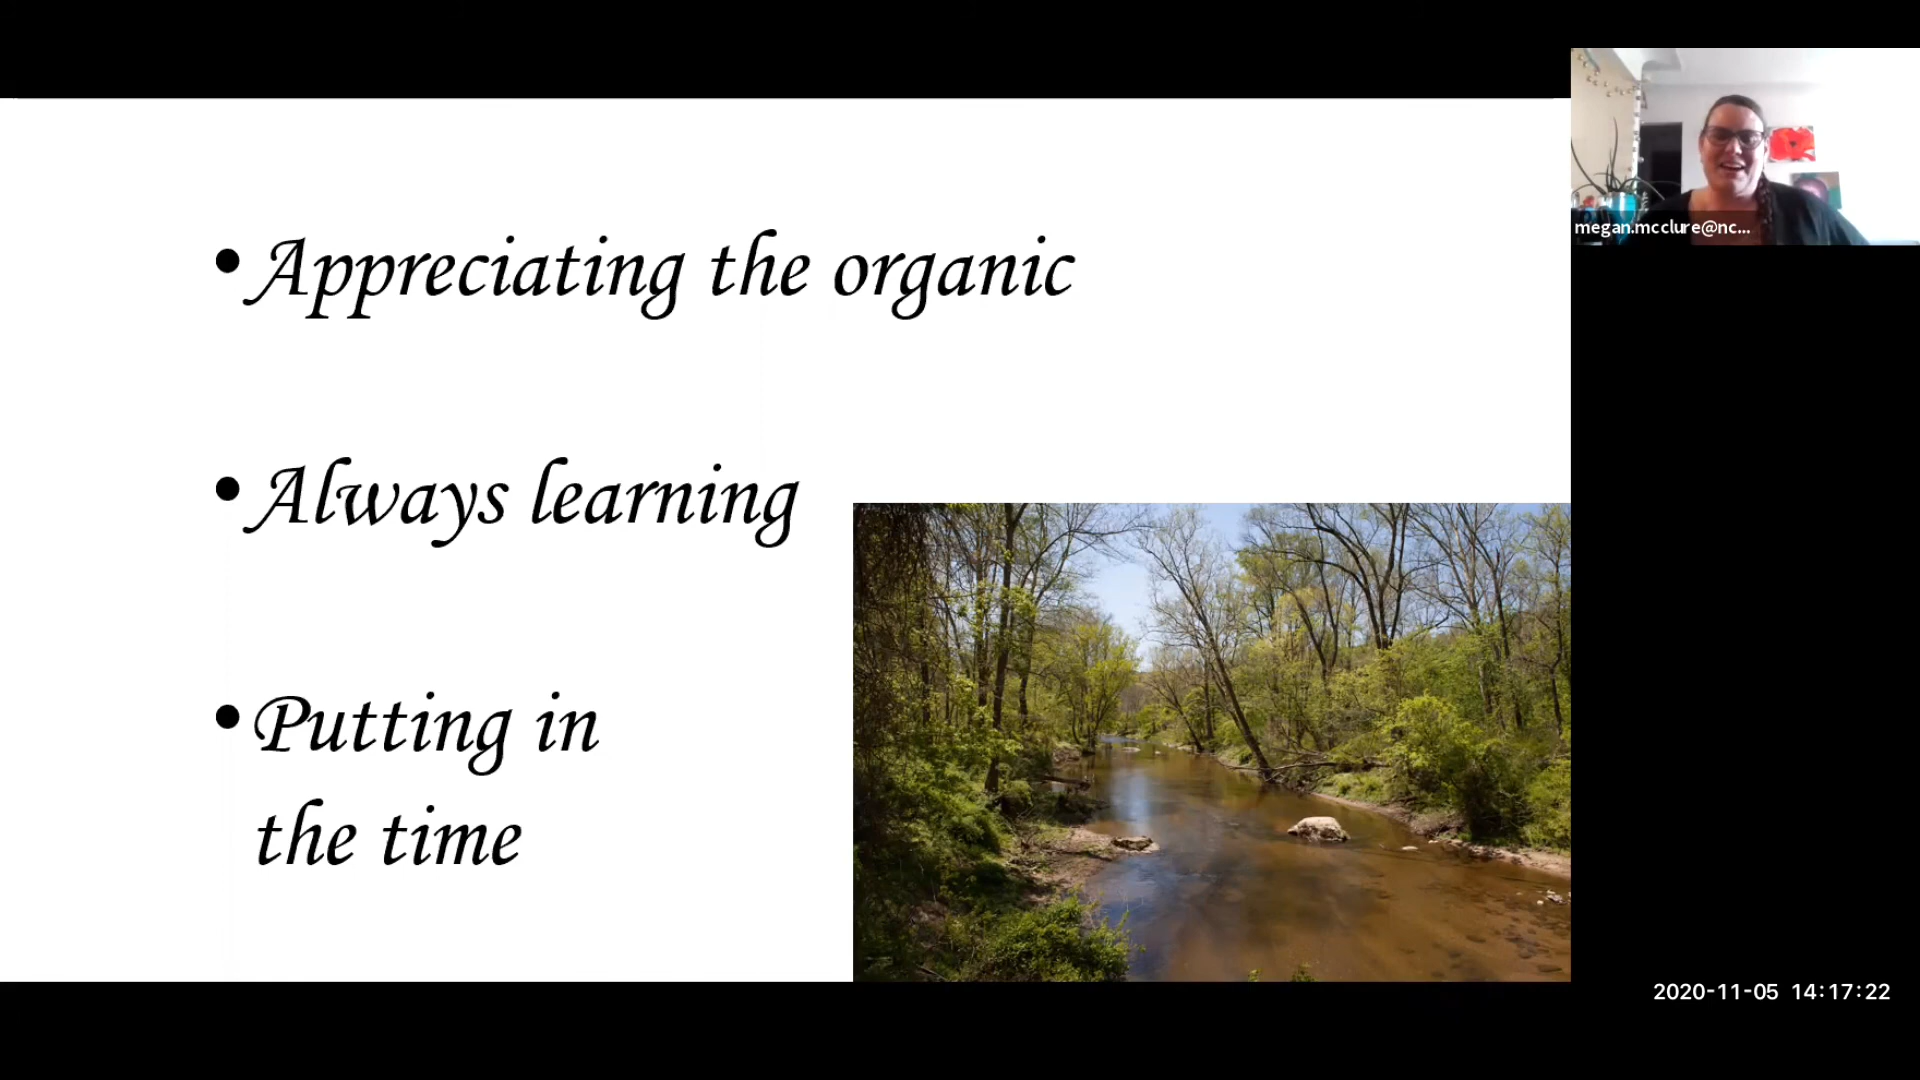 • Appreciating the organic
• Always learning
• Putting in
the time
megan.mcclure@nc...
2020-11-05 14:17:22